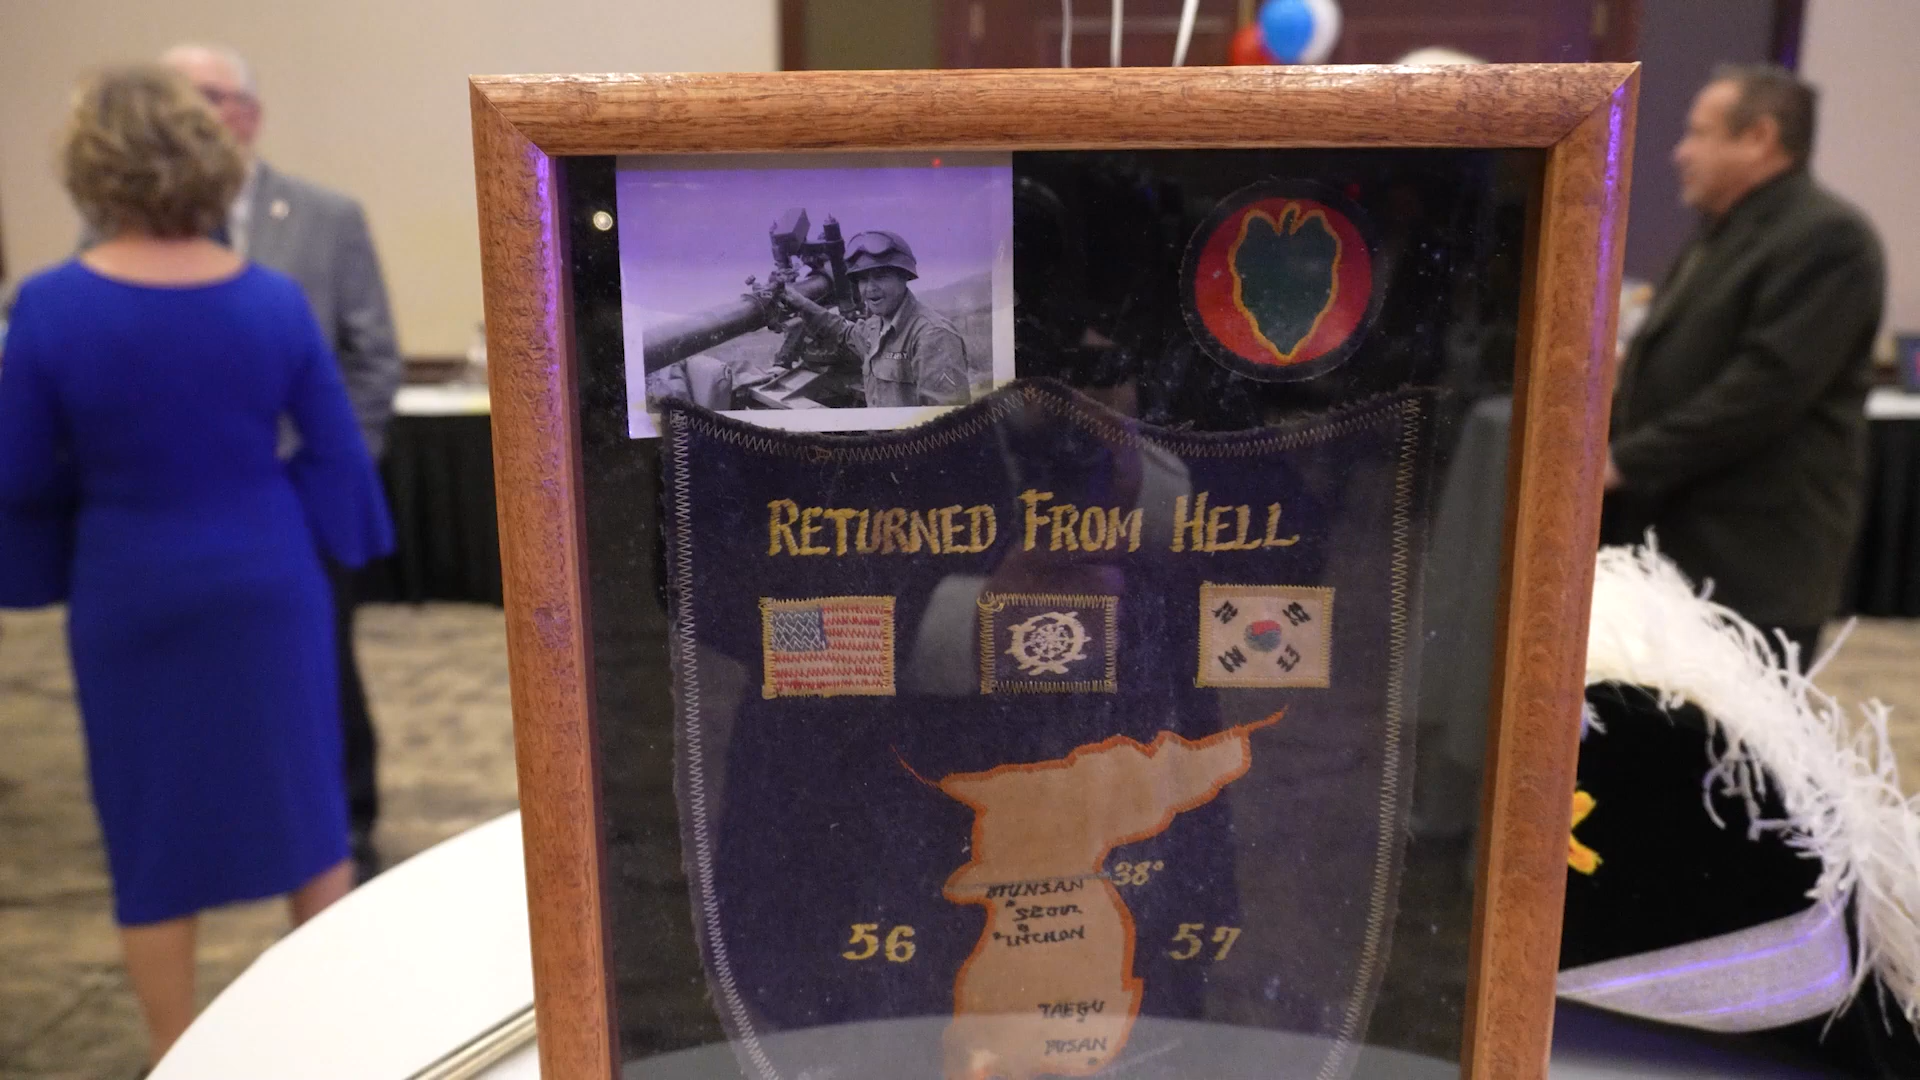 RETURNED FROM HELL
38°
MUNSAN
SEOUL
INCHON
56 57
TAEGU
PUSAN